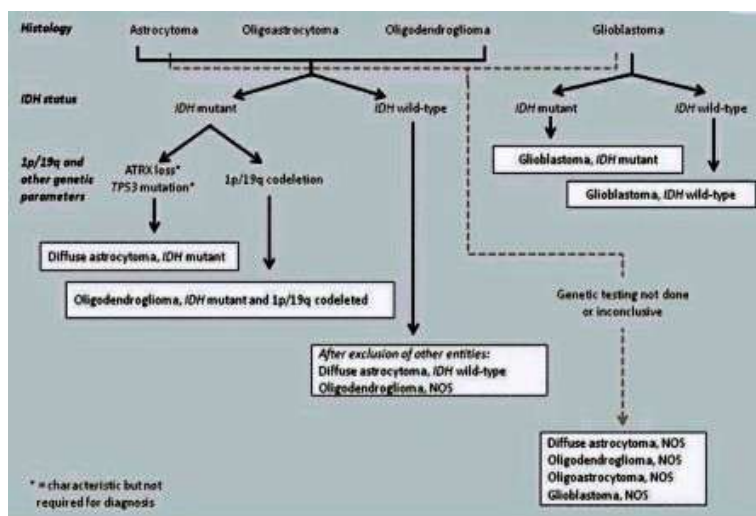 Histology
Astrocytoma Oligoastrocytoma Oligodendroglioma Glioblastoma
IDH status
IDH mutant IDH wild-type IDH mutant IDH wild-type
1p/19q and
other genetic
parameters
ATRX loss*
TP53 mutation*
1p/19q codeletion
Glioblastoma, IDH mutant
Glioblastoma, IDH wild-type
Diffuse astrocytoma, IDH mutant
Oligodendroglioma, IDH mutant and 1p/19q codeleted
Genetic testing not done
or inconclusive
After exclusion of other entities:
Diffuse astrocytoma, IDH wild-type
Oligodendroglioma, NOS
Diffuse astrocytoma, NOS
Oligodendroglioma, NOS
Oligoastrocytoma, NOS
Glioblastoma, NOS
* = characteristic but not
required for diagnosis